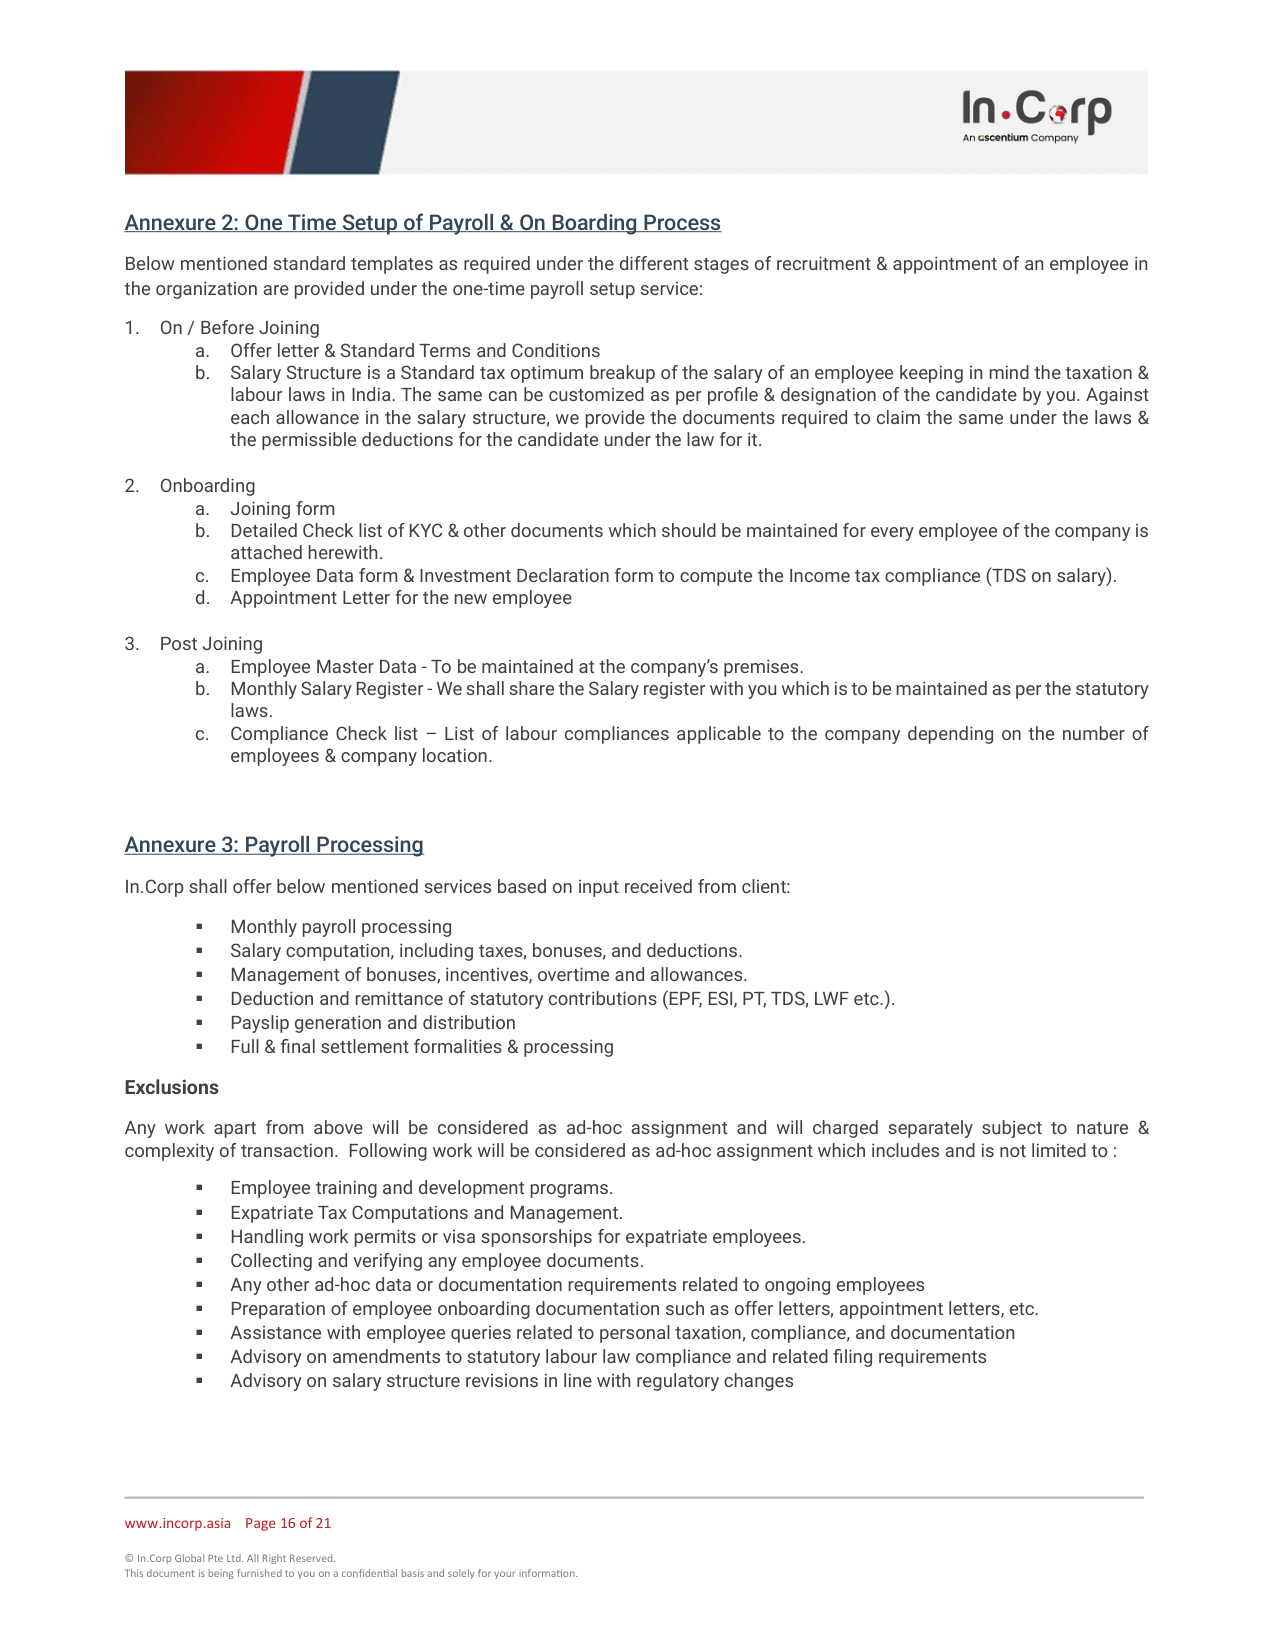 In.Corp
An ascentium Company
Annexure 2: One Time Setup of Payroll & On Boarding Process
Below mentioned standard templates as required under the different stages of recruitment & appointment of an employee in
the organization are provided under the one-time payroll setup service:
1. On / Before Joining
a. Offer letter & Standard Terms and Conditions
b. Salary Structure is a Standard tax optimum breakup of the salary of an employee keeping in mind the taxation &
labour laws in India. The same can be customized as per profile & designation of the candidate by you. Against
each allowance in the salary structure, we provide the documents required to claim the same under the laws &
the permissible deductions for the candidate under the law for it.
2. Onboarding
a. Joining form
b. Detailed Check list of KYC & other documents which should be maintained for every employee of the company is
attached herewith.
c. Employee Data form & Investment Declaration form to compute the Income tax compliance (TDS on salary).
d. Appointment Letter for the new employee
3. Post Joining
a. Employee Master Data - To be maintained at the company’s premises.
b. Monthly Salary Register - We shall share the Salary register with you which is to be maintained as per the statutory
laws.
c. Compliance Check list – List of labour compliances applicable to the company depending on the number of
employees & company location.
Annexure 3: Payroll Processing
In.Corp shall offer below mentioned services based on input received from client:
▪ Monthly payroll processing
▪ Salary computation, including taxes, bonuses, and deductions.
▪ Management of bonuses, incentives, overtime and allowances.
▪ Deduction and remittance of statutory contributions (EPF, ESI, PT, TDS, LWF etc.).
▪ Payslip generation and distribution
▪ Full & final settlement formalities & processing
Exclusions
Any work apart from above will be considered as ad-hoc assignment and will charged separately subject to nature &
complexity of transaction. Following work will be considered as ad-hoc assignment which includes and is not limited to :
▪ Employee training and development programs.
▪ Expatriate Tax Computations and Management.
▪ Handling work permits or visa sponsorships for expatriate employees.
▪ Collecting and verifying any employee documents.
▪ Any other ad-hoc data or documentation requirements related to ongoing employees
▪ Preparation of employee onboarding documentation such as offer letters, appointment letters, etc.
▪ Assistance with employee queries related to personal taxation, compliance, and documentation
▪ Advisory on amendments to statutory labour law compliance and related filing requirements
▪ Advisory on salary structure revisions in line with regulatory changes
www.incorp.asia Page 16 of 21
© In.Corp Global Pte Ltd. All Right Reserved.
This document is being furnished to you on a confidential basis and solely for your information.